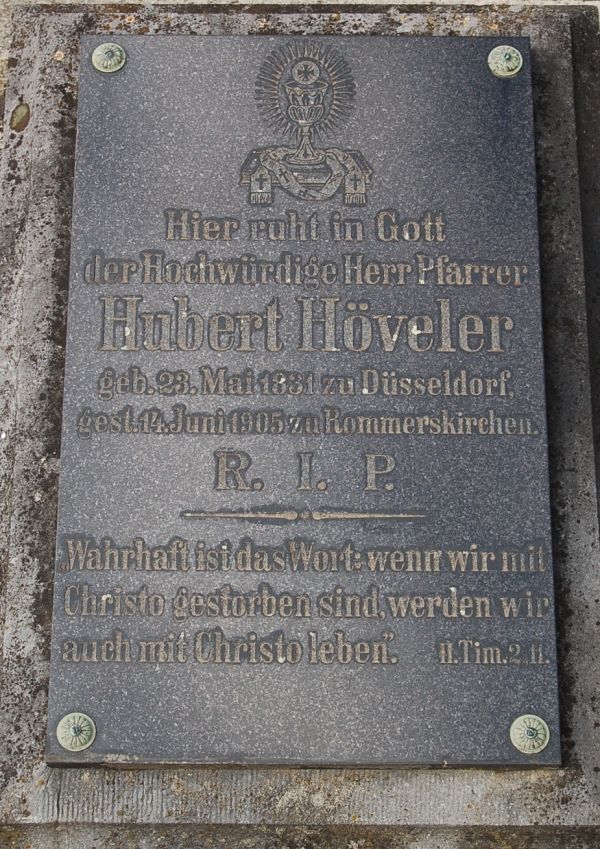 Hier ruht in Gott
der Hochwürdige Herr Pfarrer
Hubert Höveler
geb. 23. Mai 1831 zu Düsseldorf,
gest. 14. Juni 1905 zu Rommerskirchen.
R. I. P.
„Wahrhaft ist das Wort: wenn wir mit
Christo gestorben sind, werden wir
auch mit Christo leben”. II. Tim. 2, 11.